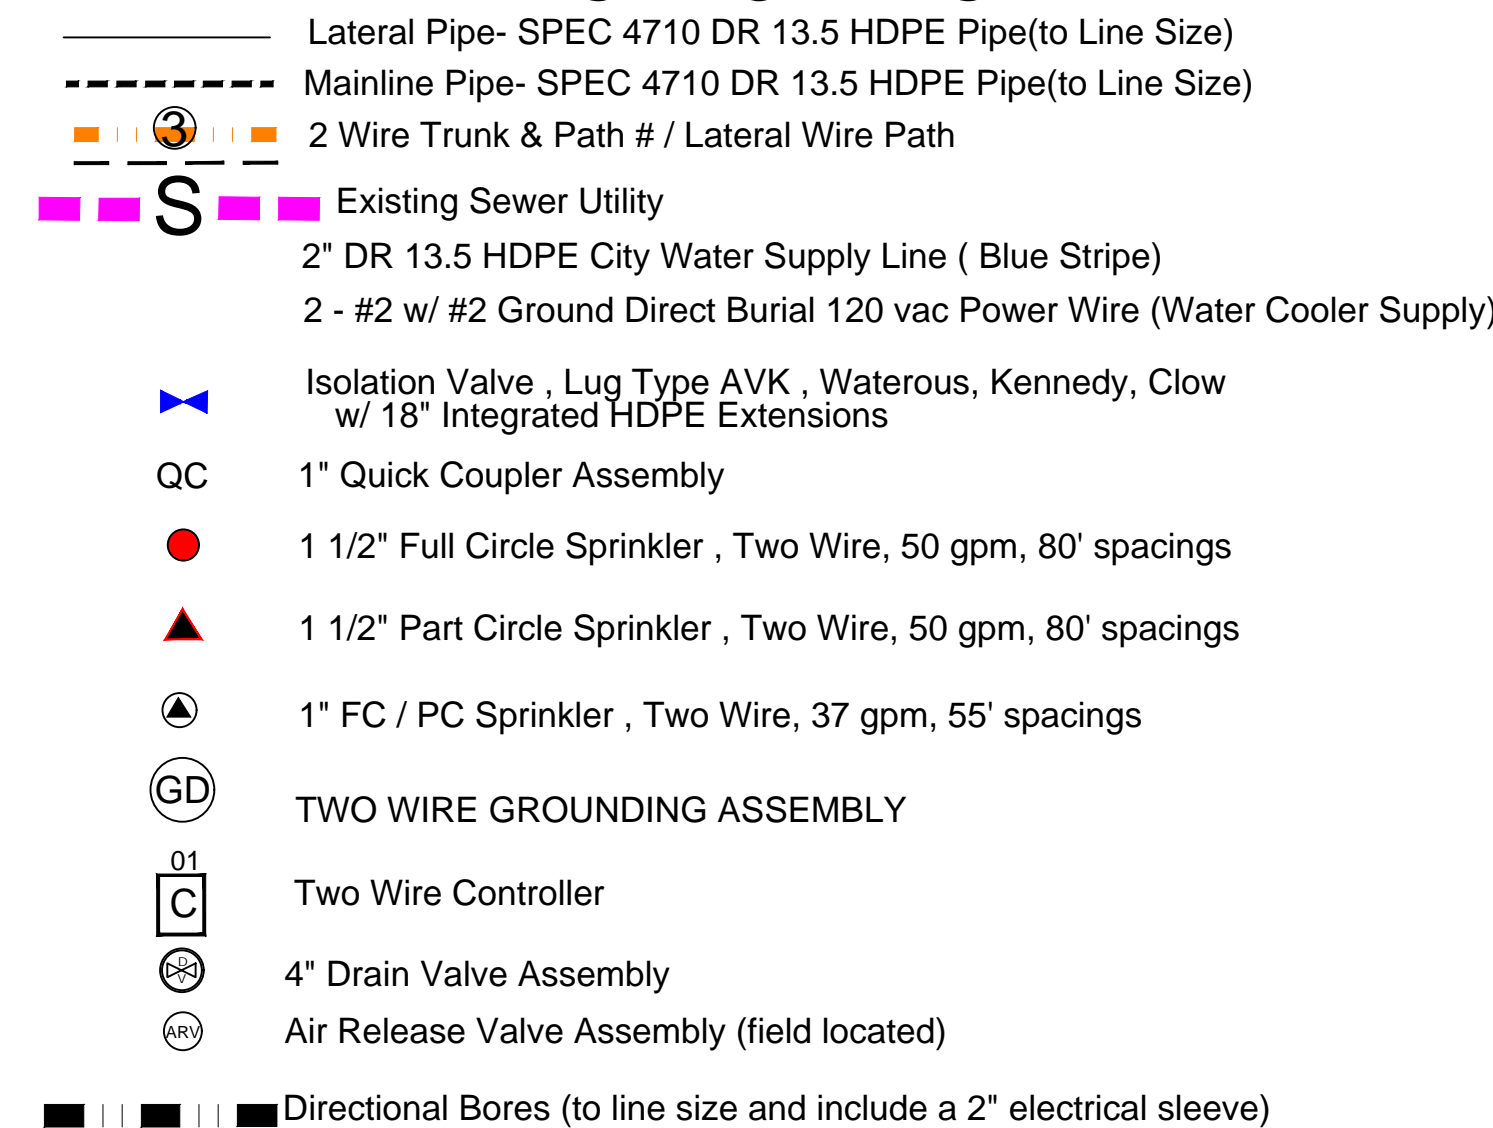 Lateral Pipe- SPEC 4710 DR 13.5 HDPE Pipe(to Line Size)
Mainline Pipe- SPEC 4710 DR 13.5 HDPE Pipe(to Line Size)
3 2 Wire Trunk & Path # / Lateral Wire Path
S Existing Sewer Utility
2" DR 13.5 HDPE City Water Supply Line ( Blue Stripe)
2 - #2 w/ #2 Ground Direct Burial 120 vac Power Wire (Water Cooler Supply)
Isolation Valve , Lug Type AVK , Waterous, Kennedy, Clow
w/ 18" Integrated HDPE Extensions
QC 1" Quick Coupler Assembly
1 1/2" Full Circle Sprinkler , Two Wire, 50 gpm, 80' spacings
1 1/2" Part Circle Sprinkler , Two Wire, 50 gpm, 80' spacings
1" FC / PC Sprinkler , Two Wire, 37 gpm, 55' spacings
GD TWO WIRE GROUNDING ASSEMBLY
01
C Two Wire Controller
D V 4" Drain Valve Assembly
ARV Air Release Valve Assembly (field located)
Directional Bores (to line size and include a 2" electrical sleeve)